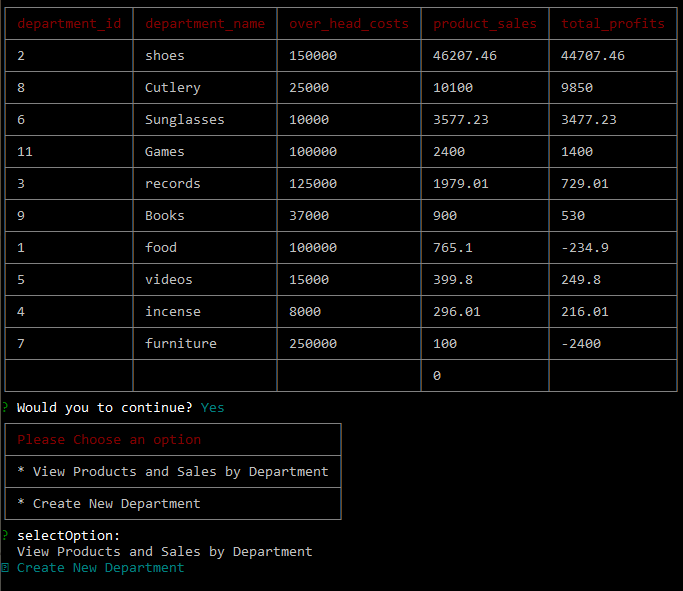 department_id department_name over_head_costs product_sales total_profits
2 shoes 150000 46207.46 44707.46
8 Cutlery 25000 10100 9850
6 Sunglasses 10000 3577.23 3477.23
11 Games 100000 2400 1400
3 records 125000 1979.01 729.01
9 Books 37000 900 530
1 food 100000 765.1 -234.9
5 videos 15000 399.8 249.8
4 incense 8000 296.01 216.01
7 furniture 250000 100 -2400
0
? Would you to continue? Yes
Please Choose an option
* View Products and Sales by Department
* Create New Department
? selectOption:
View Products and Sales by Department
Create New Department